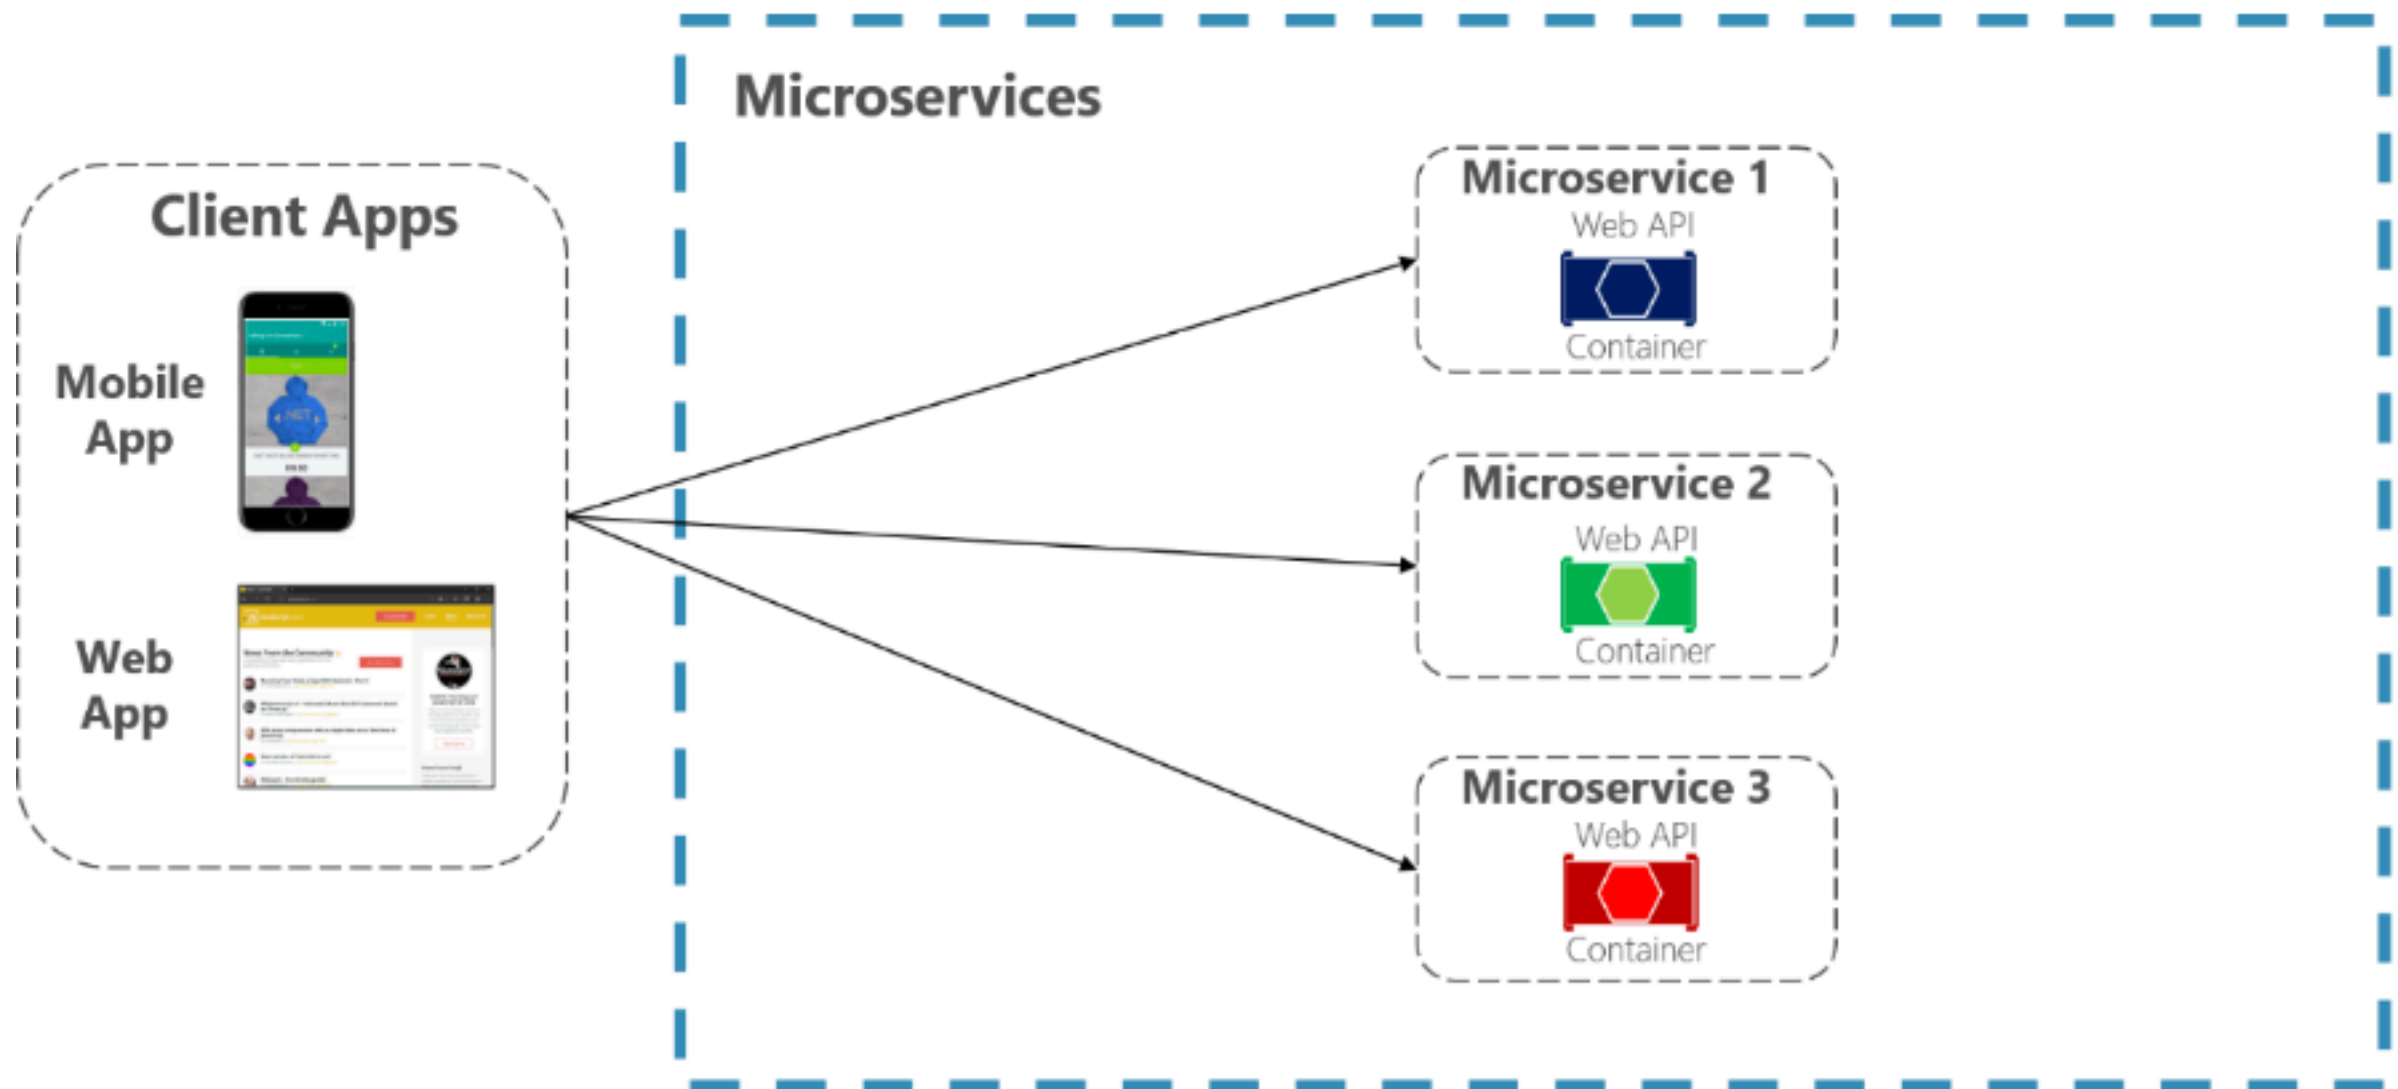 Microservices
Client Apps
Mobile
App
.NET
Web
App
Microservice 1
Web API
Container
Microservice 2
Web API
Container
Microservice 3
Web API
Container